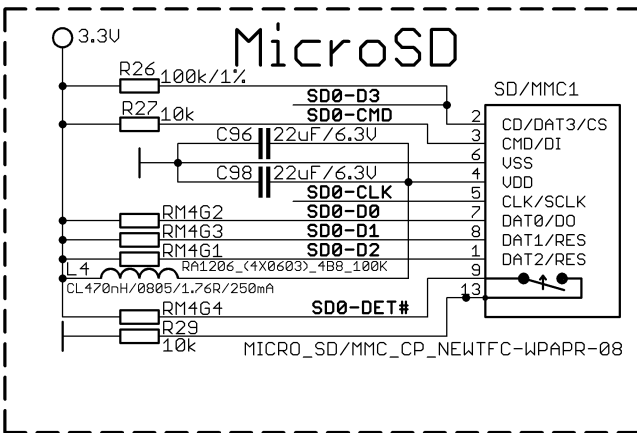 MicroSD
3.3V
R26
100k/1%
SD0-D3
SD/MMC1
R27
10k
SD0-CMD
2
CD/DAT3/CS
C96
22uF/6.3V
3
CMD/DI
6
VSS
C98
22uF/6.3V
4
VDD
SD0-CLK
5
CLK/SCLK
RM4G2
SD0-D0
7
DAT0/DO
RM4G3
SD0-D1
8
DAT1/RES
RM4G1
SD0-D2
1
DAT2/RES
L4
RA1206_(4X0603)_4B8_100K
9
CL470nH/0805/1.76R/250mA
13
RM4G4
SD0-DET#
R29
10k
MICRO_SD/MMC_CP_NEWTFC-WPAPR-08